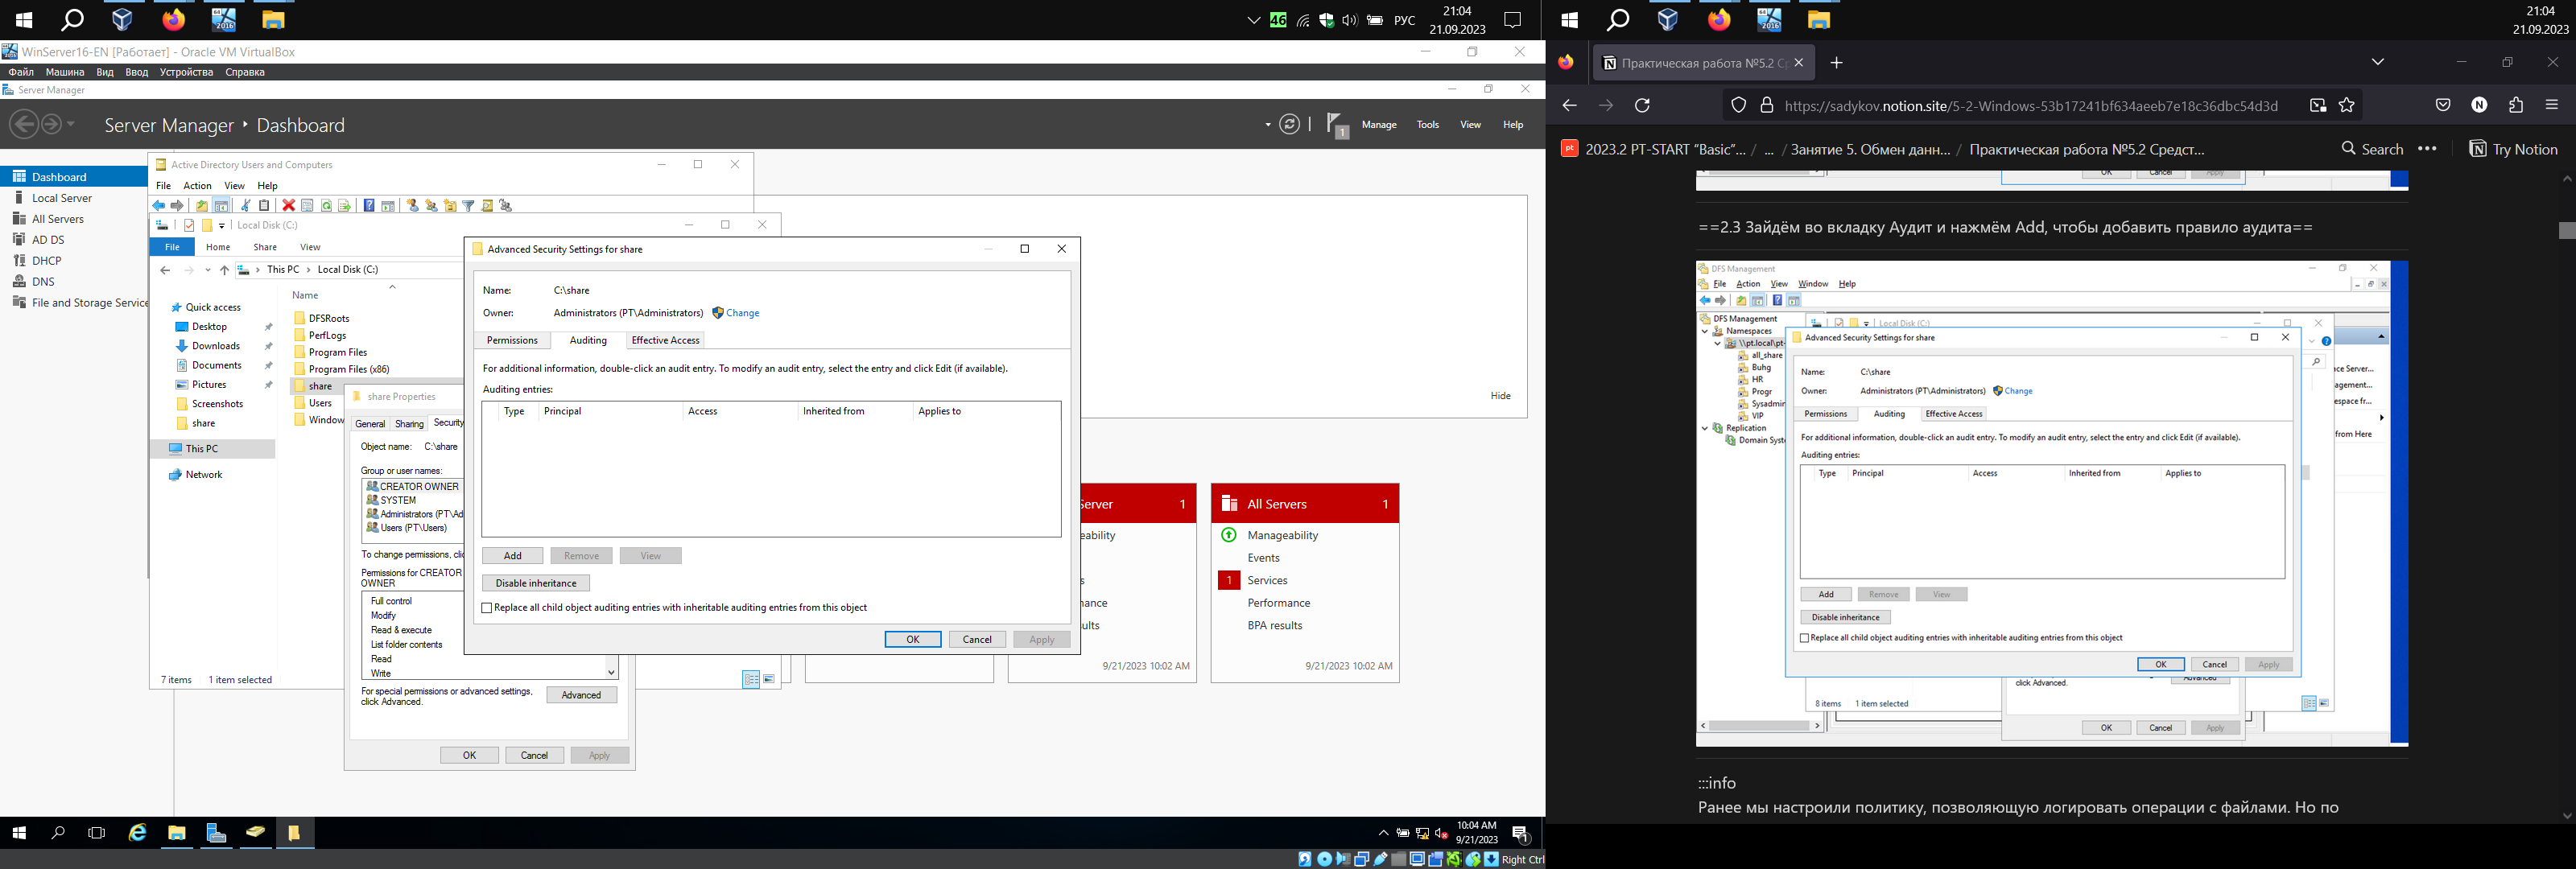 46
РУС
21:04
21.09.2023
21:04
21.09.2023
WinServer16-EN [Работает] - Oracle VM VirtualBox
Файл Машина Вид Ввод Устройства Справка
Server Manager
Server Manager ‣ Dashboard
1
Manage Tools View Help
Dashboard
Local Server
All Servers
AD DS
DHCP
DNS
File and Storage Service
Active Directory Users and Computers
File Action View Help
Local Disk (C:)
File Home Share View
This PC > Local Disk (C:)
Quick access
Desktop
Downloads
Documents
Pictures
Screenshots
share
This PC
Network
Name
DFSRoots
PerfLogs
Program Files
Program Files (x86)
share
Users
Window
7 items 1 item selected
share Properties
General Sharing Security
Object name: C:\share
Group or user names:
CREATOR OWNER
SYSTEM
Administrators (PT\Ad
Users (PT\Users)
To change permissions, clic
Permissions for CREATOR
OWNER
Full control
Modify
Read & execute
List folder contents
Read
Write
For special permissions or advanced settings,
click Advanced.
Advanced
OK Cancel Apply
Advanced Security Settings for share
Name: C:\share
Owner: Administrators (PT\Administrators) Change
Permissions Auditing Effective Access
For additional information, double-click an audit entry. To modify an audit entry, select the entry and click Edit (if available).
Auditing entries:
Type Principal Access Inherited from Applies to
Add Remove View
Disable inheritance
Replace all child object auditing entries with inheritable auditing entries from this object
OK Cancel Apply
Hide
Server 1
eability
s
nance
ults
9/21/2023 10:02 AM
All Servers 1
Manageability
Events
1 Services
Performance
BPA results
9/21/2023 10:02 AM
10:04 AM
9/21/2023
1
Right Ctrl
Практическая работа №5.2 Ср
https://sadykov.notion.site/5-2-Windows-53b17241bf634aeeb7e18c36dbc54d3d
pt 2023.2 PT-START "Basic"... / ... / Занятие 5. Обмен данн... / Практическая работа №5.2 Средст...
Search ••• Try Notion
OK Cancel Apply
==2.3 Зайдём во вкладку Аудит и нажмём Add, чтобы добавить правило аудита==
DFS Management
File Action View Window Help
DFS Management
Namespaces
\\pt.local\pt-
all_share
Buhg
HR
Progr
Sysadmin
VIP
Replication
Domain Syste
Local Disk (C:)
Advanced Security Settings for share
Name: C:\share
Owner: Administrators (PT\Administrators) Change
Permissions Auditing Effective Access
For additional information, double-click an audit entry. To modify an audit entry, select the entry and click Edit (if available).
Auditing entries:
Type Principal Access Inherited from Applies to
Add Remove View
Disable inheritance
Replace all child object auditing entries with inheritable auditing entries from this object
OK Cancel Apply
ce Server...
agement...
espace fr...
from Here
click Advanced.
Advanced
8 items 1 item selected
OK Cancel Apply
:::info
Ранее мы настроили политику, позволяющую логировать операции с файлами. Но по